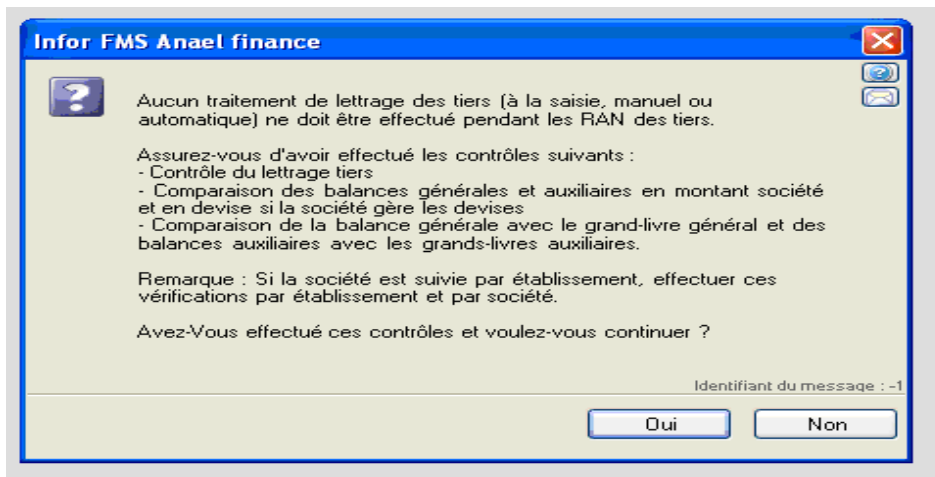 Infor FMS Anael finance
Aucun traitement de lettrage des tiers (à la saisie, manuel ou
automatique) ne doit être effectué pendant les RAN des tiers.
Assurez-vous d'avoir effectué les contrôles suivants :
- Contrôle du lettrage tiers
- Comparaison des balances générales et auxiliaires en montant société
et en devise si la société gère les devises
- Comparaison de la balance générale avec le grand-livre général et des
balances auxiliaires avec les grands-livres auxiliaires.
Remarque : Si la société est suivie par établissement, effectuer ces
vérifications par établissement et par société.
Avez-Vous effectué ces contrôles et voulez-vous continuer ?
Identifiant du message : -1
Oui
Non